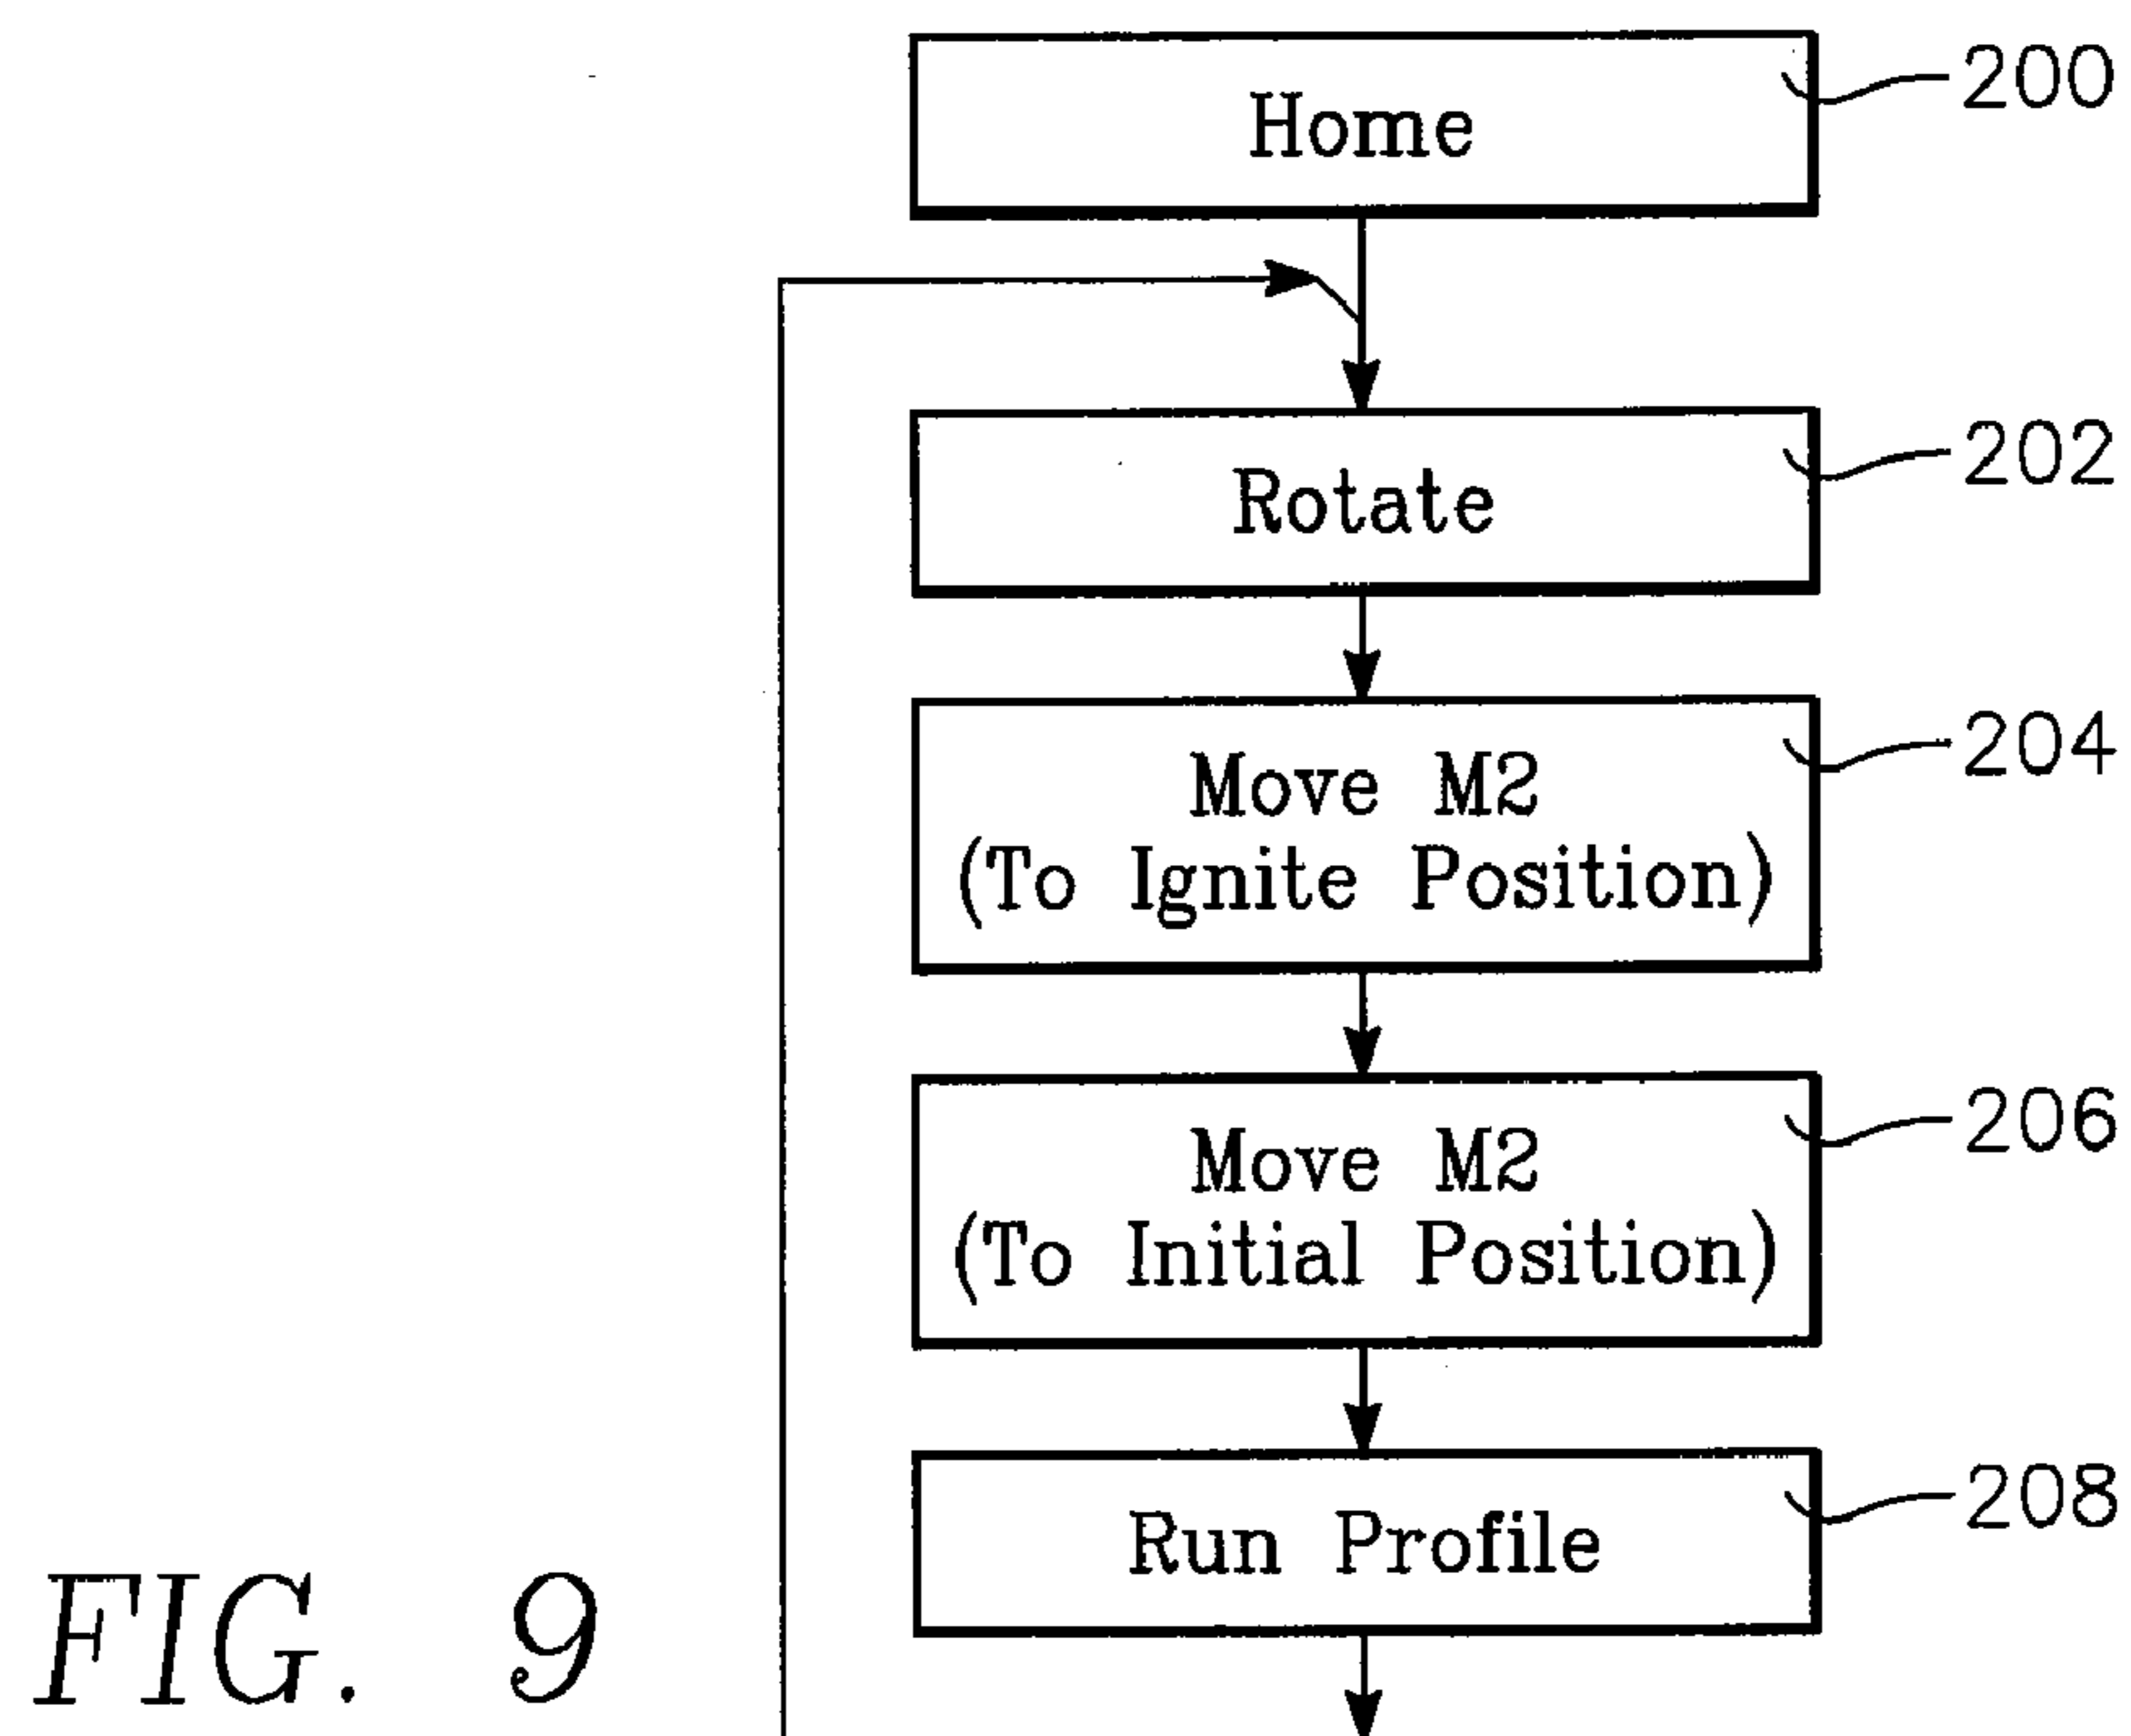 Home
200
Rotate
202
Move M2
(To Ignite Position)
204
Move M2
(To Initial Position)
206
Run Profile
208
FIG. 9